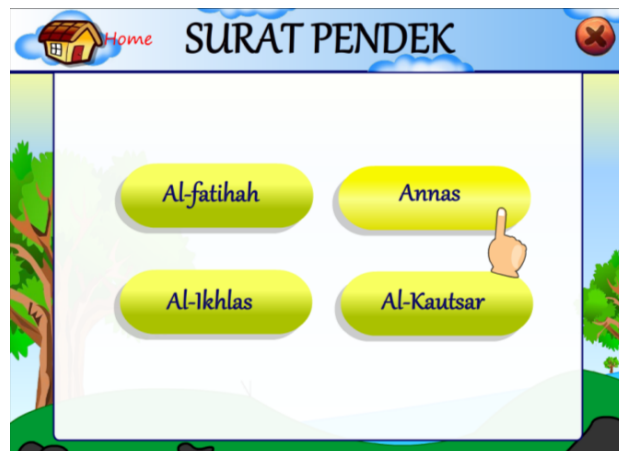 Home
SURAT PENDEK
Al-fatihah
Annas
Al-Ikhlas
Al-Kautsar